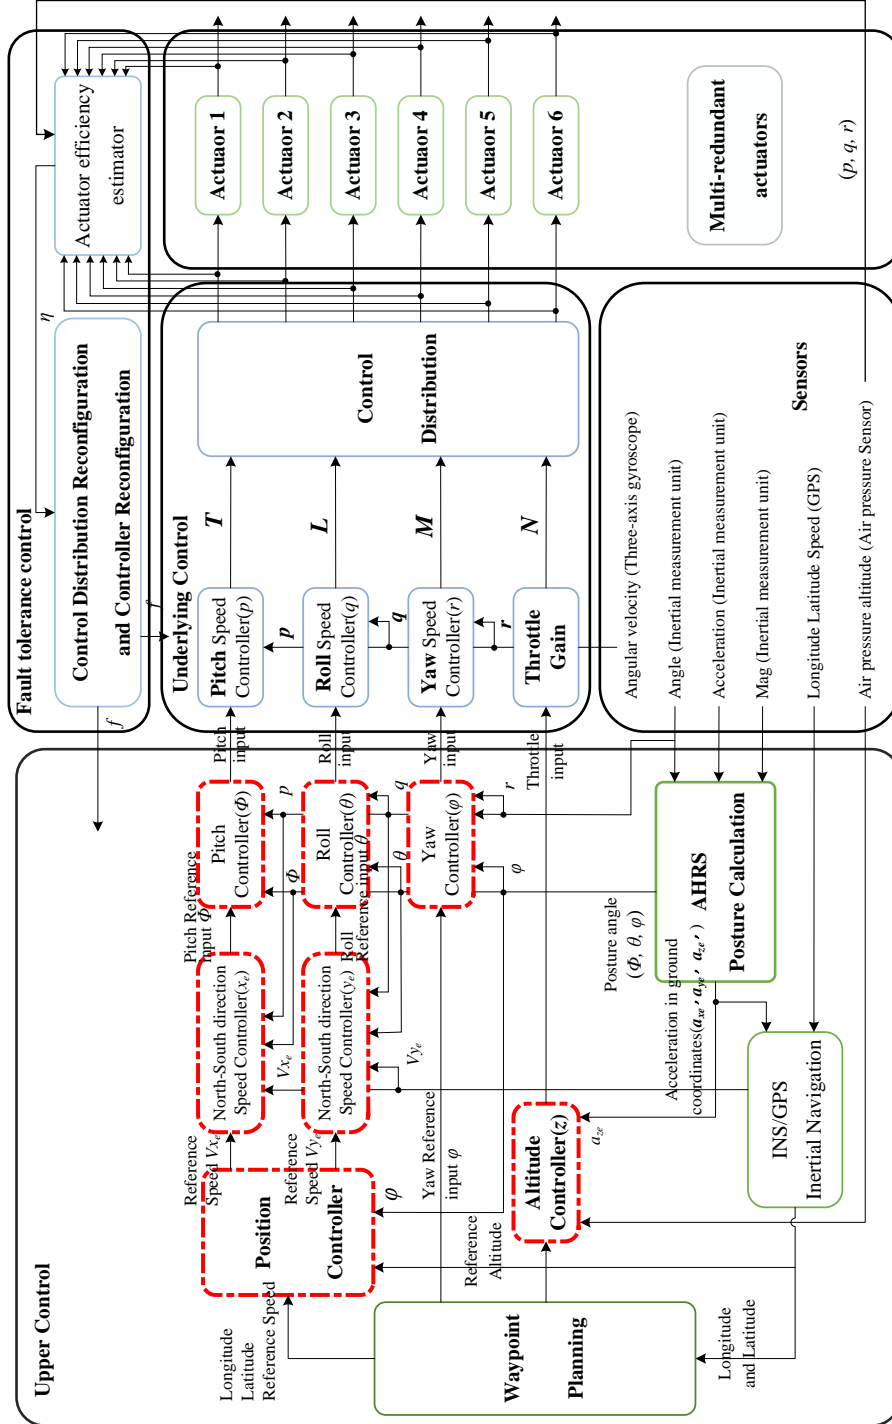 Fault tolerance control
Control Distribution Reconfiguration
and Controller Reconfiguration
η
Actuator efficiency
estimator
f
f
Underlying Control
Pitch Speed
Controller(p)
Roll Speed
Controller(q)
Yaw Speed
Controller(r)
Throttle
Gain
p
q
r
T
L
M
N
Control
Distribution
Actuaor 1
Actuaor 2
Actuaor 3
Actuaor 4
Actuaor 5
Actuaor 6
Multi-redundant
actuators
(p, q, r)
Sensors
Angular velocity (Three-axis gyroscope)
Angle (Inertial measurement unit)
Acceleration (Inertial measurement unit)
Mag (Inertial measurement unit)
Longitude Latitude Speed (GPS)
Air pressure altitude (Air pressure Sensor)
Upper Control
Longitude
Latitude
Reference Speed
Position
Controller
Reference
Speed Vxe
Reference
Speed Vye
North-South direction
Speed Controller(xe)
North-South direction
Speed Controller(ye)
Vxe
Vye
Pitch Reference
input Φ
Roll
Reference input θ
Pitch
Controller(Φ)
Roll
Controller(θ)
Yaw
Controller(φ)
Φ
p
θ
q
φ
r
Pitch
input
Roll
input
Yaw
input
Throttle
input
φ
Yaw Reference
input φ
Reference
Altitude
Altitude
Controller(z)
aze
Waypoint
Planning
Longitude
and Latitude
Posture angle
(Φ, θ, φ)
Acceleration in ground
coordinates(axe, aye, aze, )
AHRS
Posture Calculation
INS/GPS
Inertial Navigation